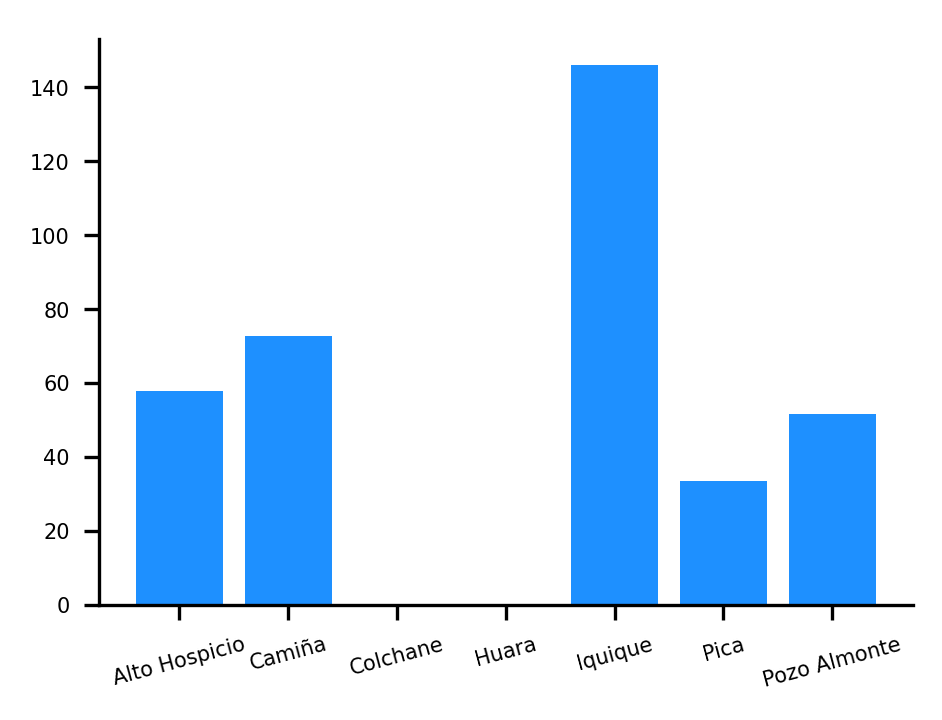 140
120
100
80
60
40
20
0
Alto Hospicio
Camiña
Colchane
Huara
Iquique
Pica
Pozo Almonte